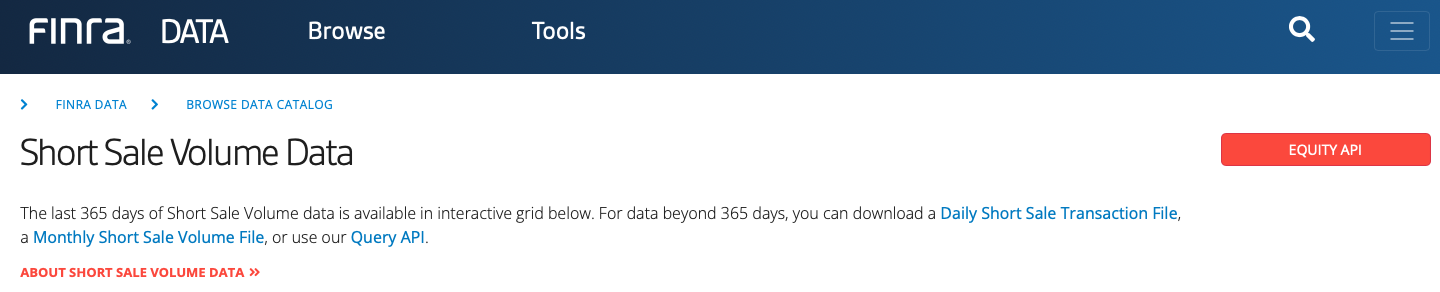 FINRA® DATA Browse Tools
FINRA DATA BROWSE DATA CATALOG
Short Sale Volume Data
EQUITY API
The last 365 days of Short Sale Volume data is available in interactive grid below. For data beyond 365 days, you can download a Daily Short Sale Transaction File,
a Monthly Short Sale Volume File, or use our Query API.
ABOUT SHORT SALE VOLUME DATA »